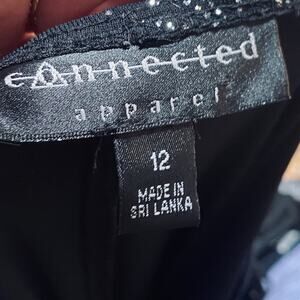 connected
apparel
12
MADE IN
SRI LANKA